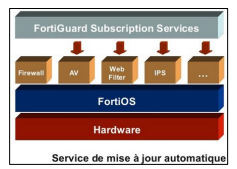 FortiGuard Subscription Services
Firewall
AV
Web
Filter
IPS
...
FortiOS
Hardware
Service de mise à jour automatique